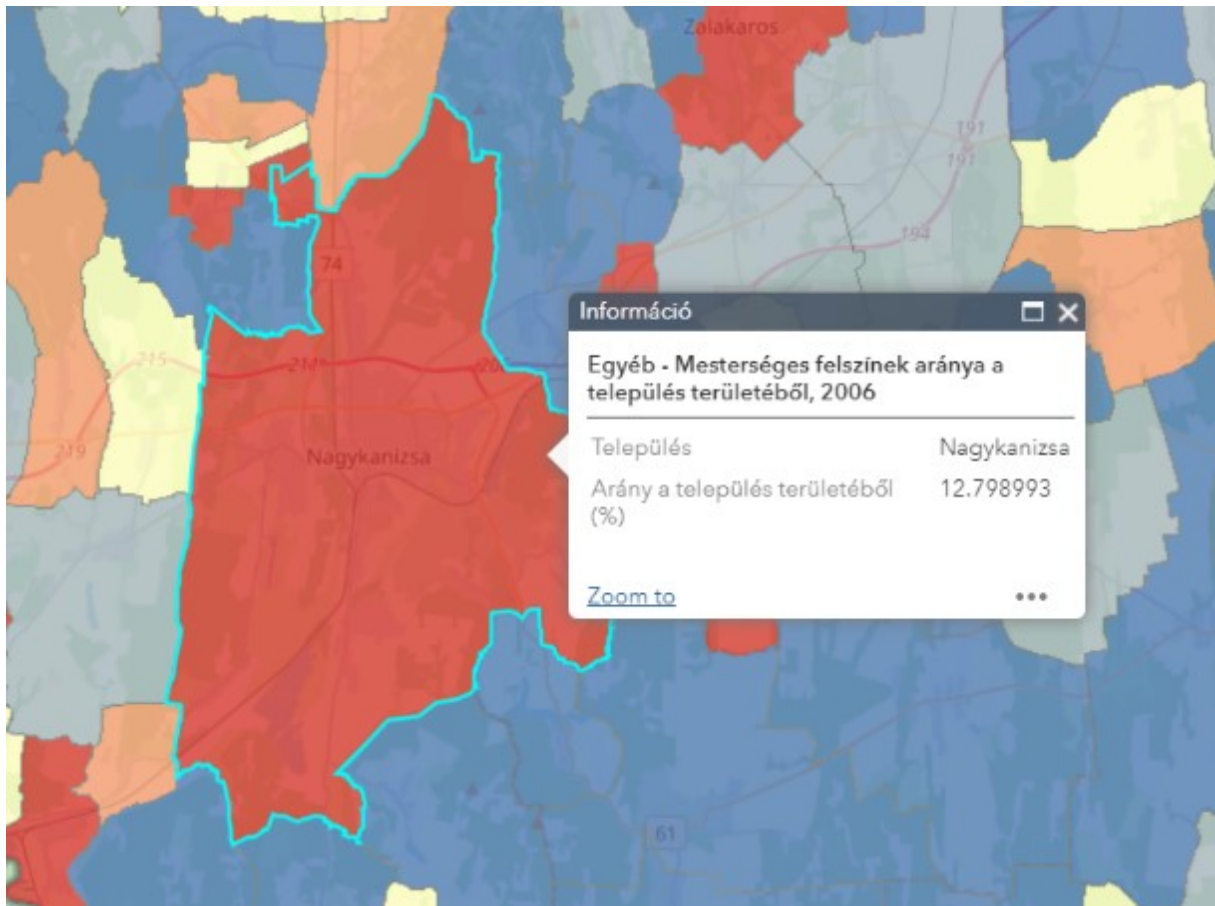 Zalakaros
191
191
194
74
Információ
215
214
Egyéb - Mesterséges felszínek aránya a
település területéből, 2006
219
Nagykanizsa
Település Nagykanizsa
Arány a település területéből 12.798993
(%)
Zoom to
61